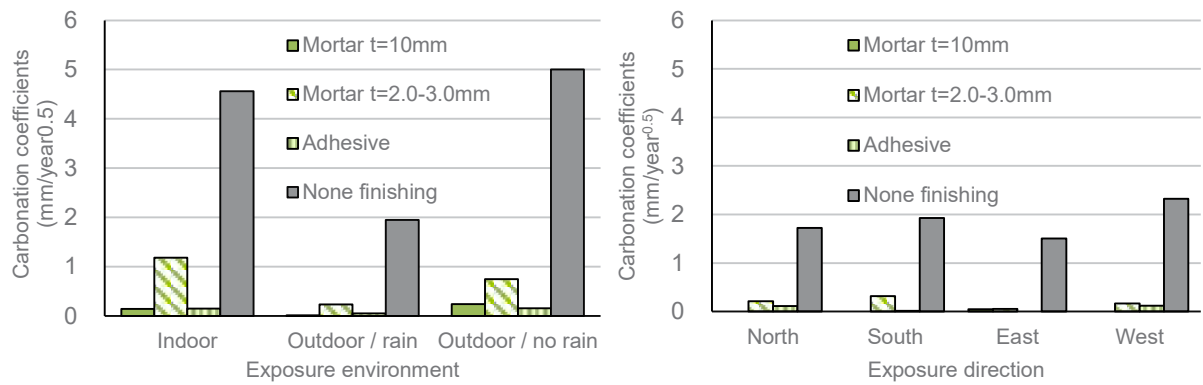 Carbonation coefficients
(mm/year0.5)
6
5
4
3
2
1
0
Mortar t=10mm
Mortar t=2.0-3.0mm
Adhesive
None finishing
Indoor
Outdoor / rain
Outdoor / no rain
Exposure environment
Carbonation coefficients
(mm/year0.5)
6
5
4
3
2
1
0
Mortar t=10mm
Mortar t=2.0-3.0mm
Adhesive
None finishing
North
South
East
West
Exposure direction